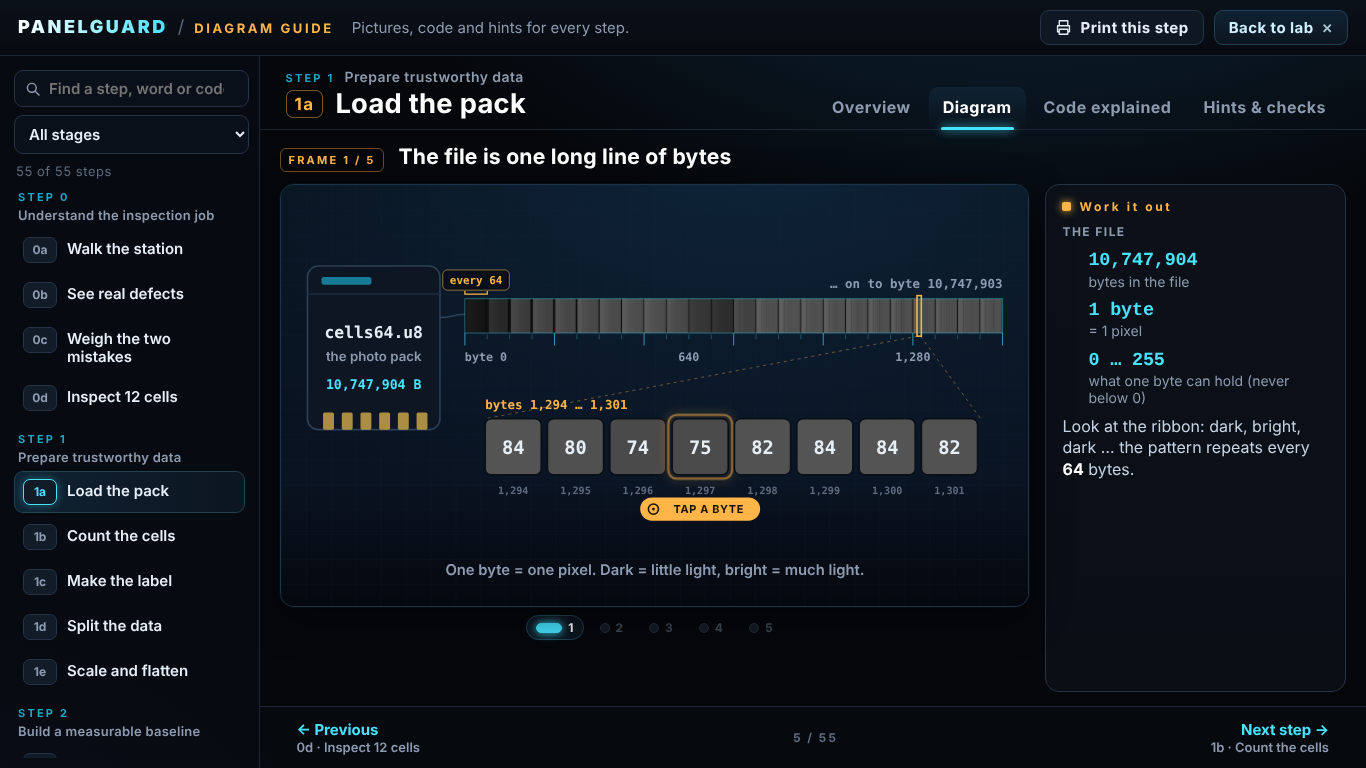 PANELGUARD / DIAGRAM GUIDE Pictures, code and hints for every step.
Print this step
Back to lab ×
Find a step, word or cod
All stages
55 of 55 steps
STEP 0
Understand the inspection job
0a Walk the station
0b See real defects
0c Weigh the two
mistakes
0d Inspect 12 cells
STEP 1
Prepare trustworthy data
1a Load the pack
1b Count the cells
1c Make the label
1d Split the data
1e Scale and flatten
STEP 2
Build a measurable baseline
STEP 1 Prepare trustworthy data
1a Load the pack
Overview
Diagram
Code explained
Hints & checks
FRAME 1 / 5 The file is one long line of bytes
every 64
… on to byte 10,747,903
cells64.u8
the photo pack
10,747,904 B
byte 0 640 1,280
bytes 1,294 … 1,301
84 80 74 75 82 84 84 82
1,294 1,295 1,296 1,297 1,298 1,299 1,300 1,301
TAP A BYTE
One byte = one pixel. Dark = little light, bright = much light.
1 2 3 4 5
Work it out
THE FILE
10,747,904
bytes in the file
1 byte
= 1 pixel
0 … 255
what one byte can hold (never
below 0)
Look at the ribbon: dark, bright,
dark … the pattern repeats every
64 bytes.
← Previous
0d · Inspect 12 cells
5 / 55
Next step →
1b · Count the cells